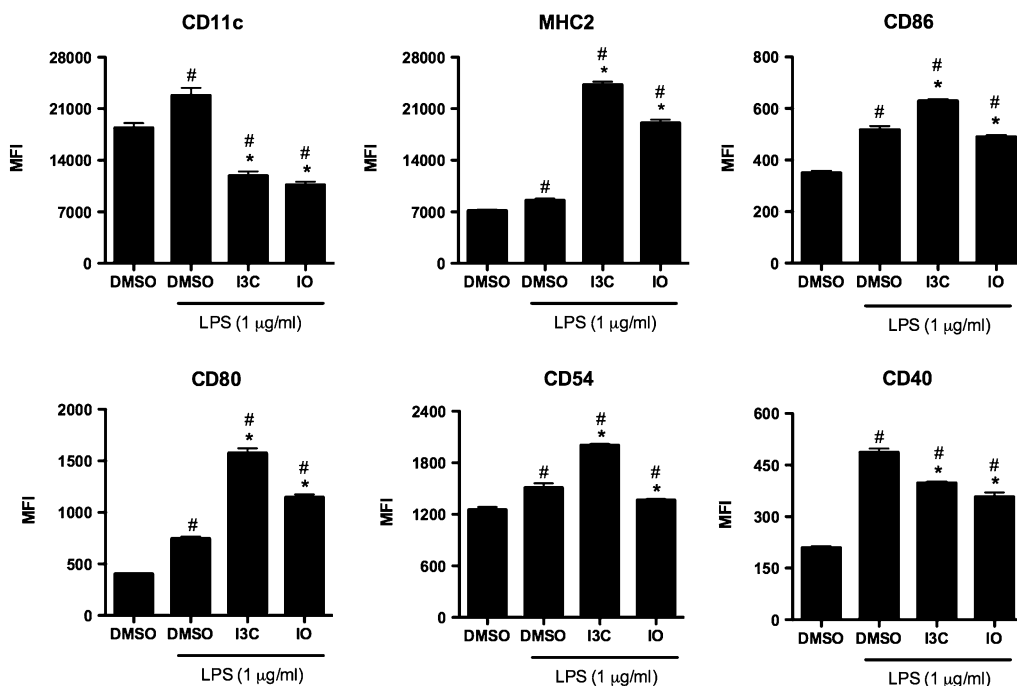 CD11c
MFI
28000
21000
14000
7000
0
#
#
*
#
*
DMSO DMSO I3C IO
LPS (1 μg/ml)
MHC2
MFI
28000
21000
14000
7000
0
#
#
*
#
*
DMSO DMSO I3C IO
LPS (1 μg/ml)
CD86
MFI
800
600
400
200
0
#
#
*
#
*
DMSO DMSO I3C IO
LPS (1 μg/ml)
CD80
MFI
2000
1500
1000
500
0
#
#
*
#
*
DMSO DMSO I3C IO
LPS (1 μg/ml)
CD54
MFI
2400
1800
1200
600
0
#
#
*
#
*
DMSO DMSO I3C IO
LPS (1 μg/ml)
CD40
MFI
600
450
300
150
0
#
#
*
#
*
DMSO DMSO I3C IO
LPS (1 μg/ml)